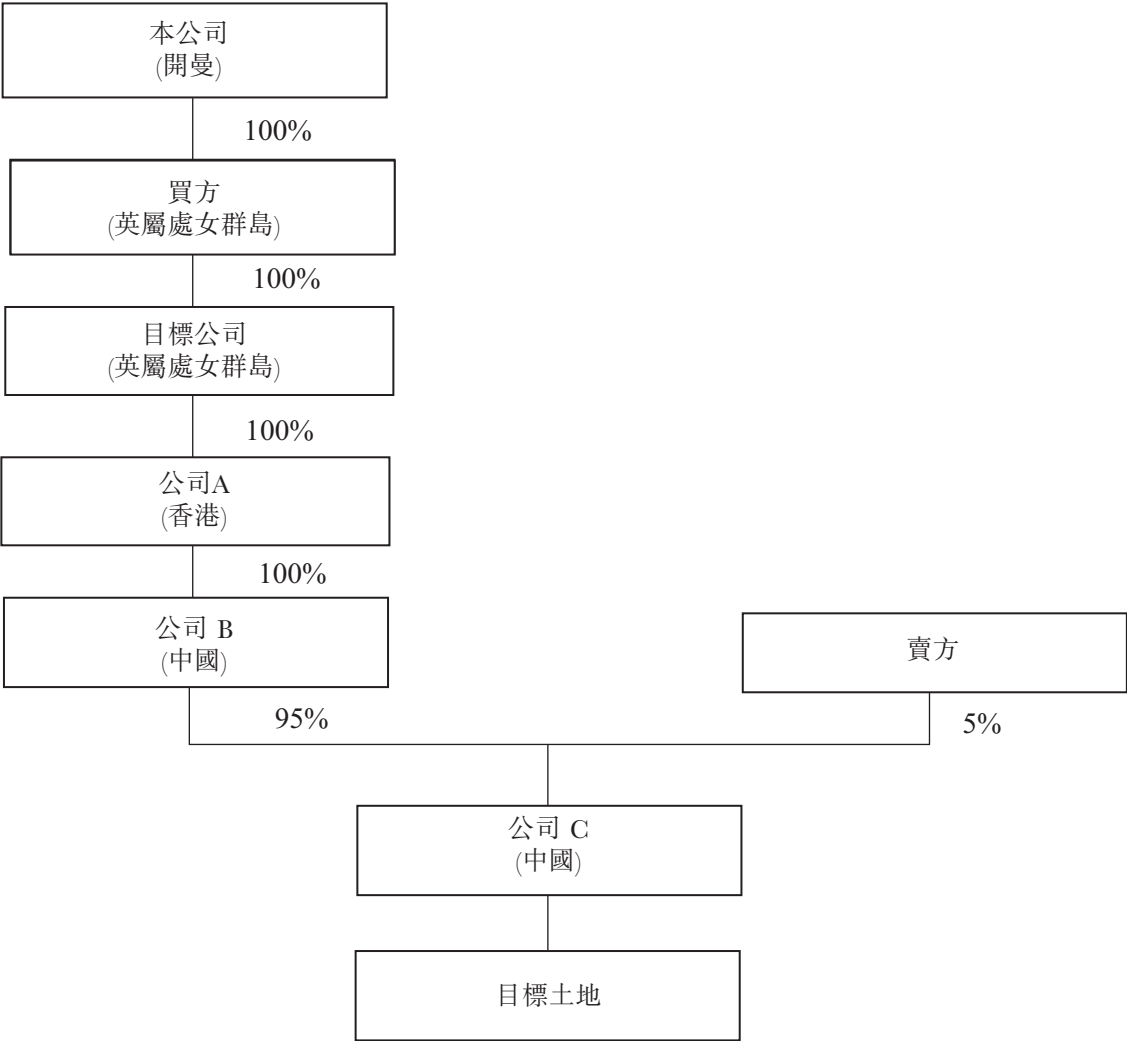 本公司
(開曼)
100%
買方
(英屬處女群島)
100%
目標公司
(英屬處女群島)
100%
公司A
(香港)
100%
公司 B
(中國)
賣方
95%
5%
公司 C
(中國)
目標土地